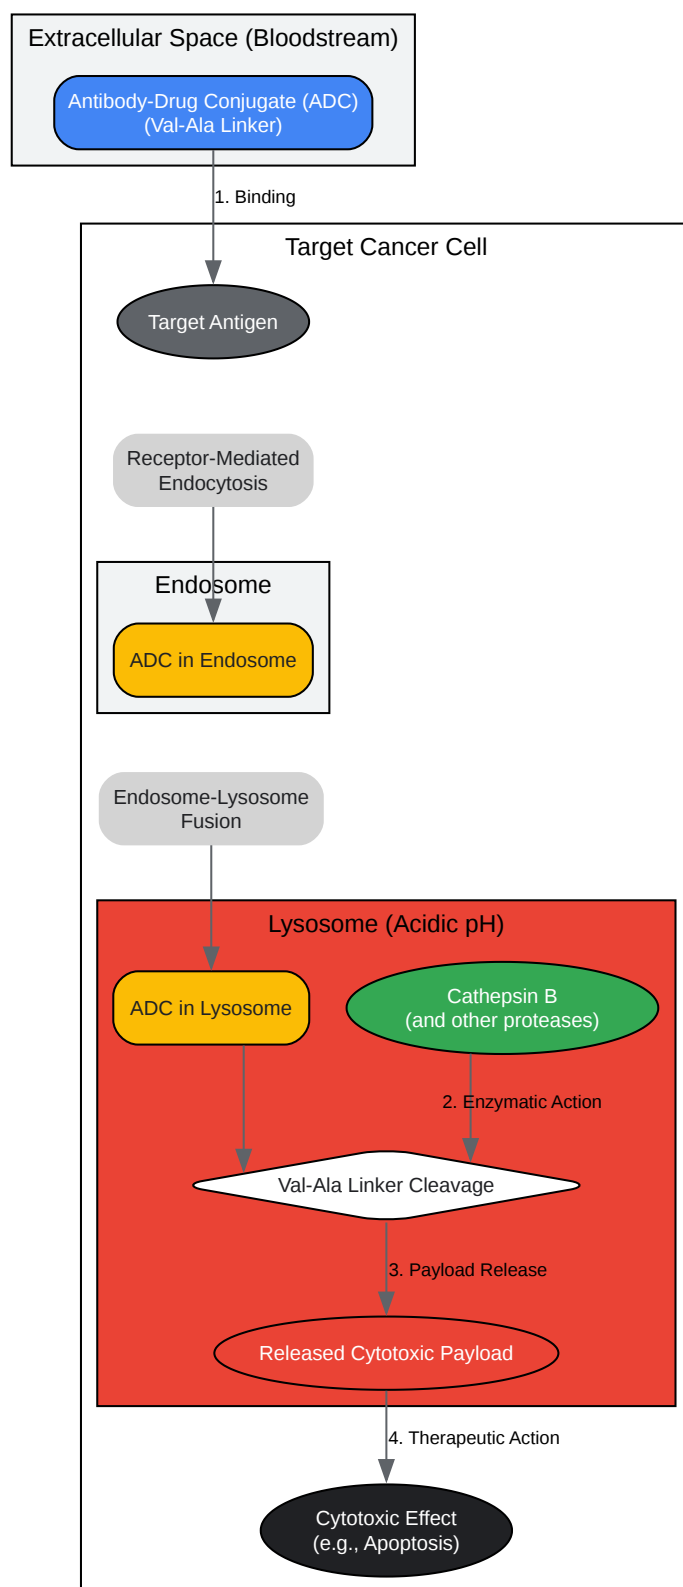 Extracellular Space (Bloodstream)
Antibody-Drug Conjugate (ADC)
(Val-Ala Linker)
1. Binding
Target Cancer Cell
Target Antigen
Receptor-Mediated
Endocytosis
Endosome
ADC in Endosome
Endosome-Lysosome
Fusion
Lysosome (Acidic pH)
ADC in Lysosome
Cathepsin B
(and other proteases)
2. Enzymatic Action
Val-Ala Linker Cleavage
3. Payload Release
Released Cytotoxic Payload
4. Therapeutic Action
Cytotoxic Effect
(e.g., Apoptosis)